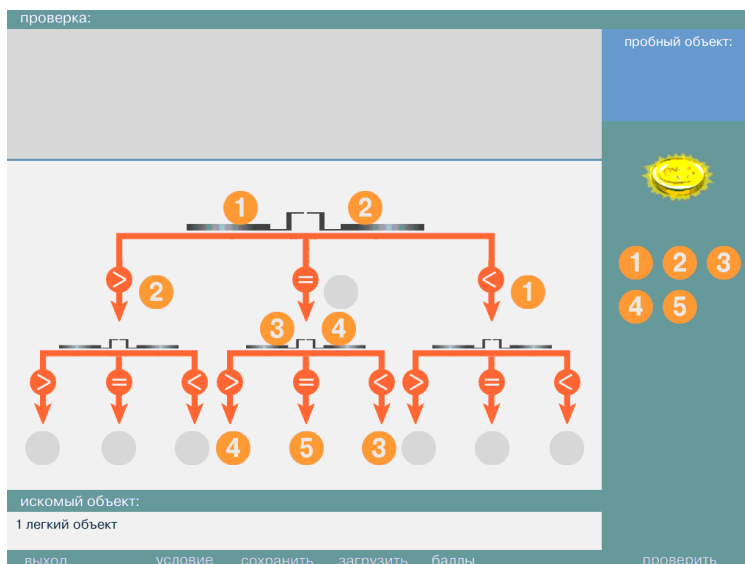 проверка:
пробный объект:
1 2
> = <
2 1
1 2 3
4 5
3 4
> = < > = < > = <
4 5 3
искомый объект:
1 легкий объект
выход условие сохранить загрузить баллы проверить